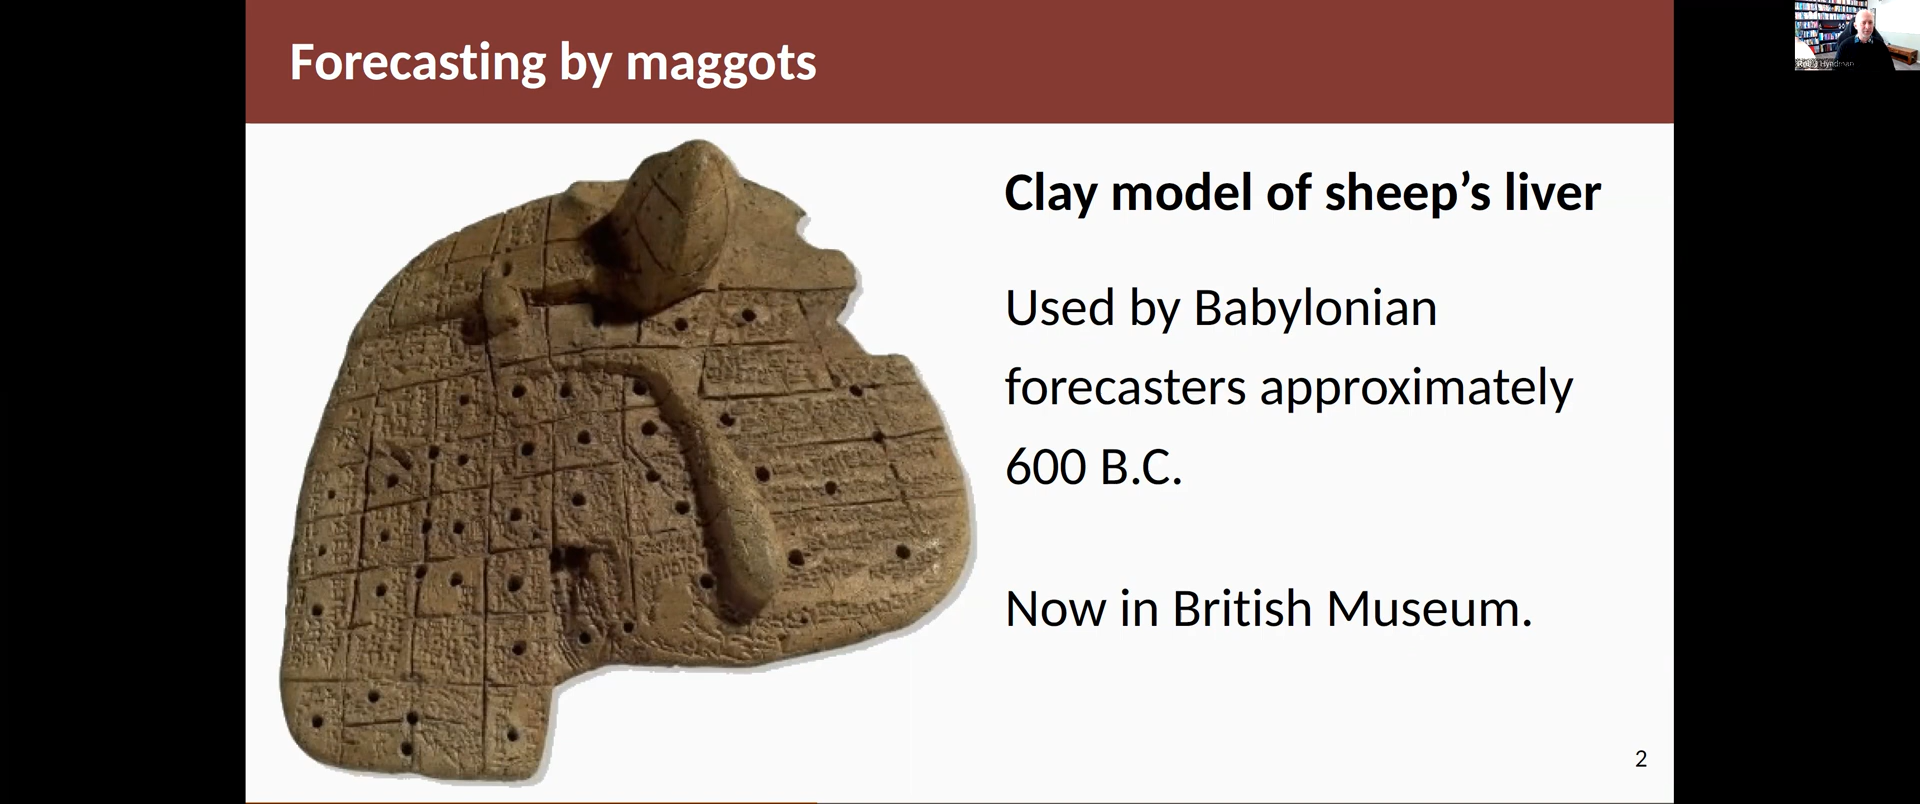 Forecasting by maggots
Clay model of sheep’s liver
Used by Babylonian
forecasters approximately
600 B.C.
Now in British Museum.
2